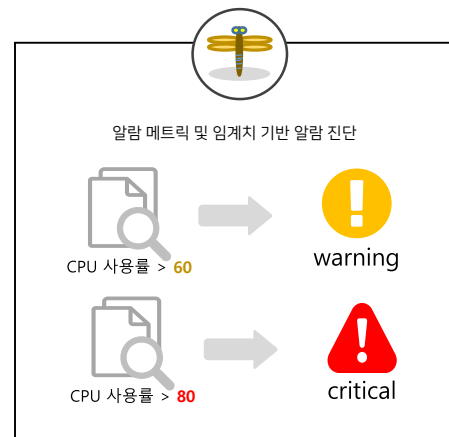 알람 메트릭 및 임계치 기반 알람 진단
CPU 사용률 > 60
warning
CPU 사용률 > 80
critical